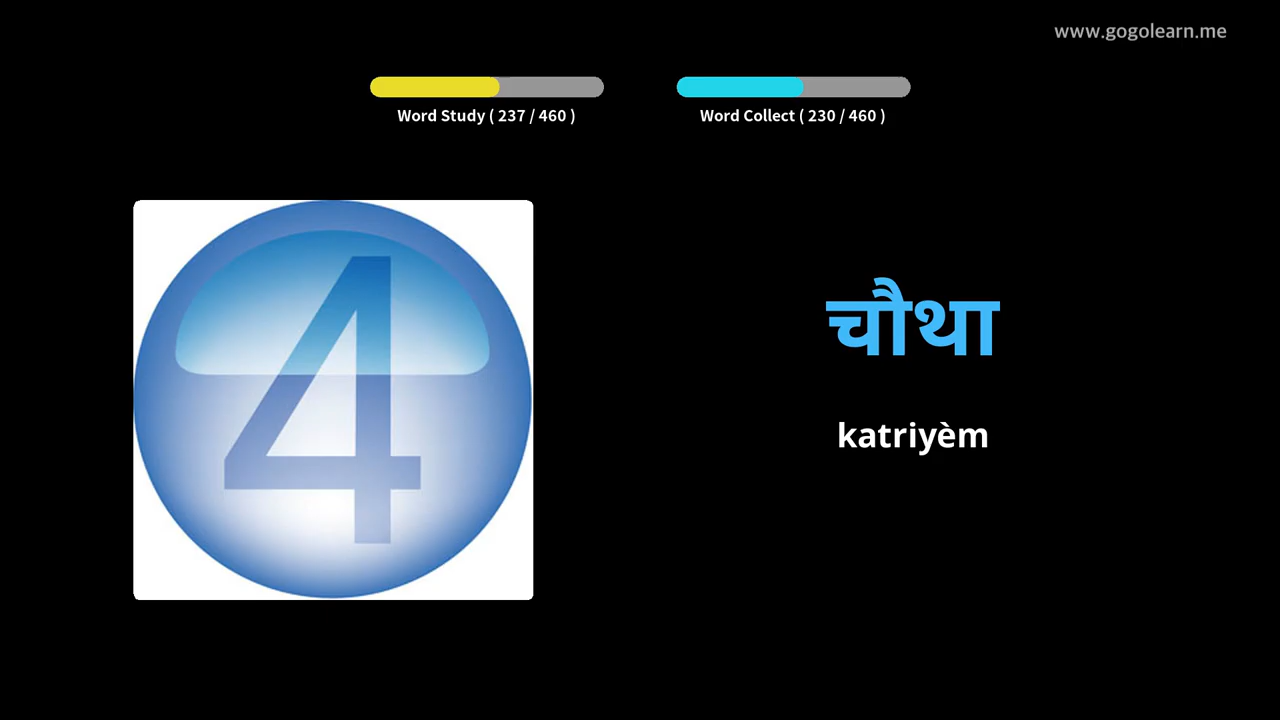 www.gogolearn.me
Word Study ( 237 / 460 )
Word Collect ( 230 / 460 )
4
चौथा
katriyèm